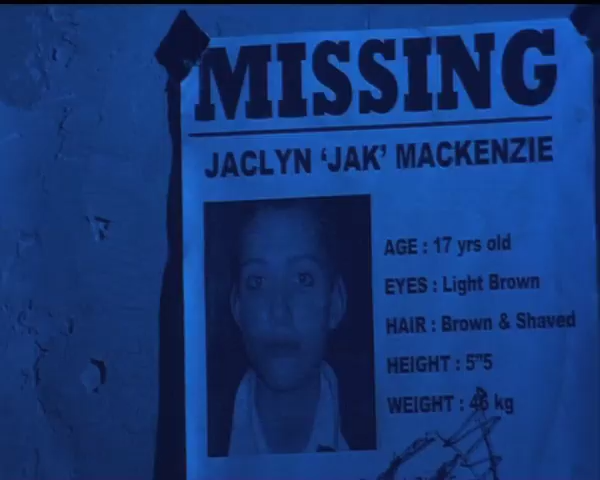 MISSING
JACLYN 'JAK' MACKENZIE
AGE : 17 yrs old
EYES : Light Brown
HAIR : Brown & Shaved
HEIGHT : 5"5
WEIGHT : 46 kg